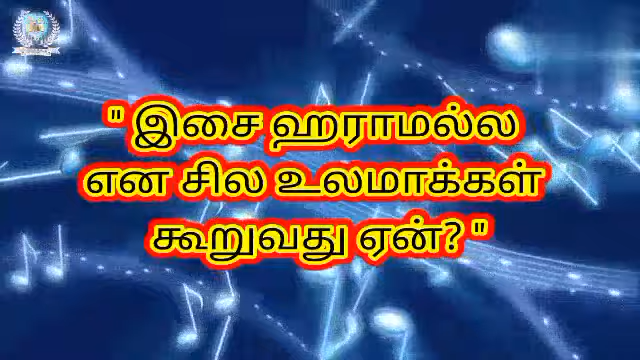 " இசை ஹராமல்ல
என சில உலமாக்கள்
கூறுவது ஏன்? "